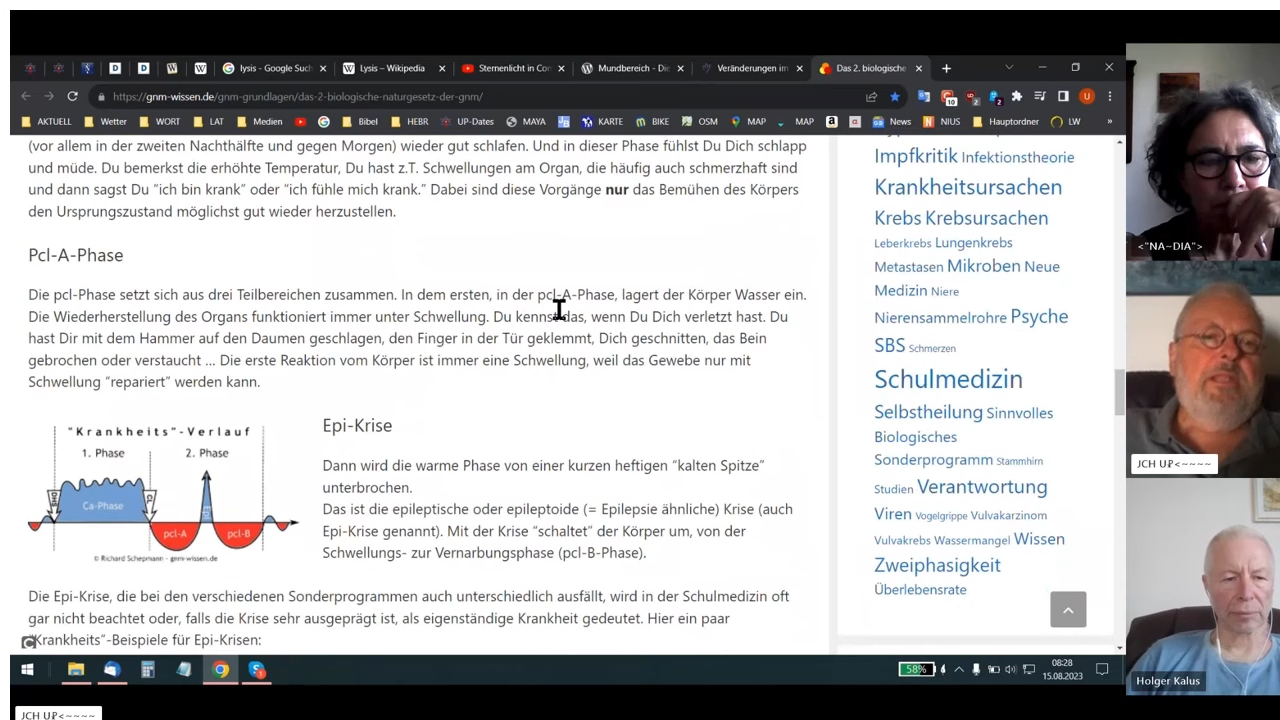 lysis - Google Such
Lysis – Wikipedia
Sternenlicht in Cor
Mundbereich - Die
Veränderungen im
Das 2. biologische
https://gnm-wissen.de/gnm-grundlagen/das-2-biologische-naturgesetz-der-gnm/
AKTUELL Wetter WORT LAT Medien Bibel HEBR UP-Dates MAYA KARTE BIKE OSM MAP MAP News NIUS Hauptordner LW »
(vor allem in der zweiten Nachthälfte und gegen Morgen) wieder gut schlafen. Und in dieser Phase fühlst Du Dich schlapp
und müde. Du bemerkst die erhöhte Temperatur, Du hast z.T. Schwellungen am Organ, die häufig auch schmerzhaft sind
und dann sagst Du “ich bin krank” oder “ich fühle mich krank.” Dabei sind diese Vorgänge nur das Bemühen des Körpers
den Ursprungszustand möglichst gut wieder herzustellen.
Pcl-A-Phase
Die pcl-Phase setzt sich aus drei Teilbereichen zusammen. In dem ersten, in der pcl-A-Phase, lagert der Körper Wasser ein.
Die Wiederherstellung des Organs funktioniert immer unter Schwellung. Du kennst das, wenn Du Dich verletzt hast. Du
hast Dir mit dem Hammer auf den Daumen geschlagen, den Finger in der Tür geklemmt, Dich geschnitten, das Bein
gebrochen oder verstaucht ... Die erste Reaktion vom Körper ist immer eine Schwellung, weil das Gewebe nur mit
Schwellung “repariert” werden kann.
"Krankheits"-Verlauf
1. Phase 2. Phase
DHS
Ca-Phase
CL
pcl-A
Epi
pcl-B
© Richard Schepmann - gnm-wissen.de
Epi-Krise
Dann wird die warme Phase von einer kurzen heftigen “kalten Spitze”
unterbrochen.
Das ist die epileptische oder epileptoide (= Epilepsie ähnliche) Krise (auch
Epi-Krise genannt). Mit der Krise “schaltet” der Körper um, von der
Schwellungs- zur Vernarbungsphase (pcl-B-Phase).
Die Epi-Krise, die bei den verschiedenen Sonderprogrammen auch unterschiedlich ausfällt, wird in der Schulmedizin oft
gar nicht beachtet oder, falls die Krise sehr ausgeprägt ist, als eigenständige Krankheit gedeutet. Hier ein paar
“Krankheits”-Beispiele für Epi-Krisen:
Impfkritik Infektionstheorie
Krankheitsursachen
Krebs Krebsursachen
Leberkrebs Lungenkrebs
Metastasen Mikroben Neue
Medizin Niere
Nierensammelrohre Psyche
SBS Schmerzen
Schulmedizin
Selbstheilung Sinnvolles
Biologisches
Sonderprogramm Stammhirn
Studien Verantwortung
Viren Vogelgrippe Vulvakarzinom
Vulvakrebs Wassermangel Wissen
Zweiphasigkeit
Überlebensrate
58%
08:28
15.08.2023
<"NA~DIA">
JCH UP<~~~~
Holger Kalus
JCH UP<~~~~